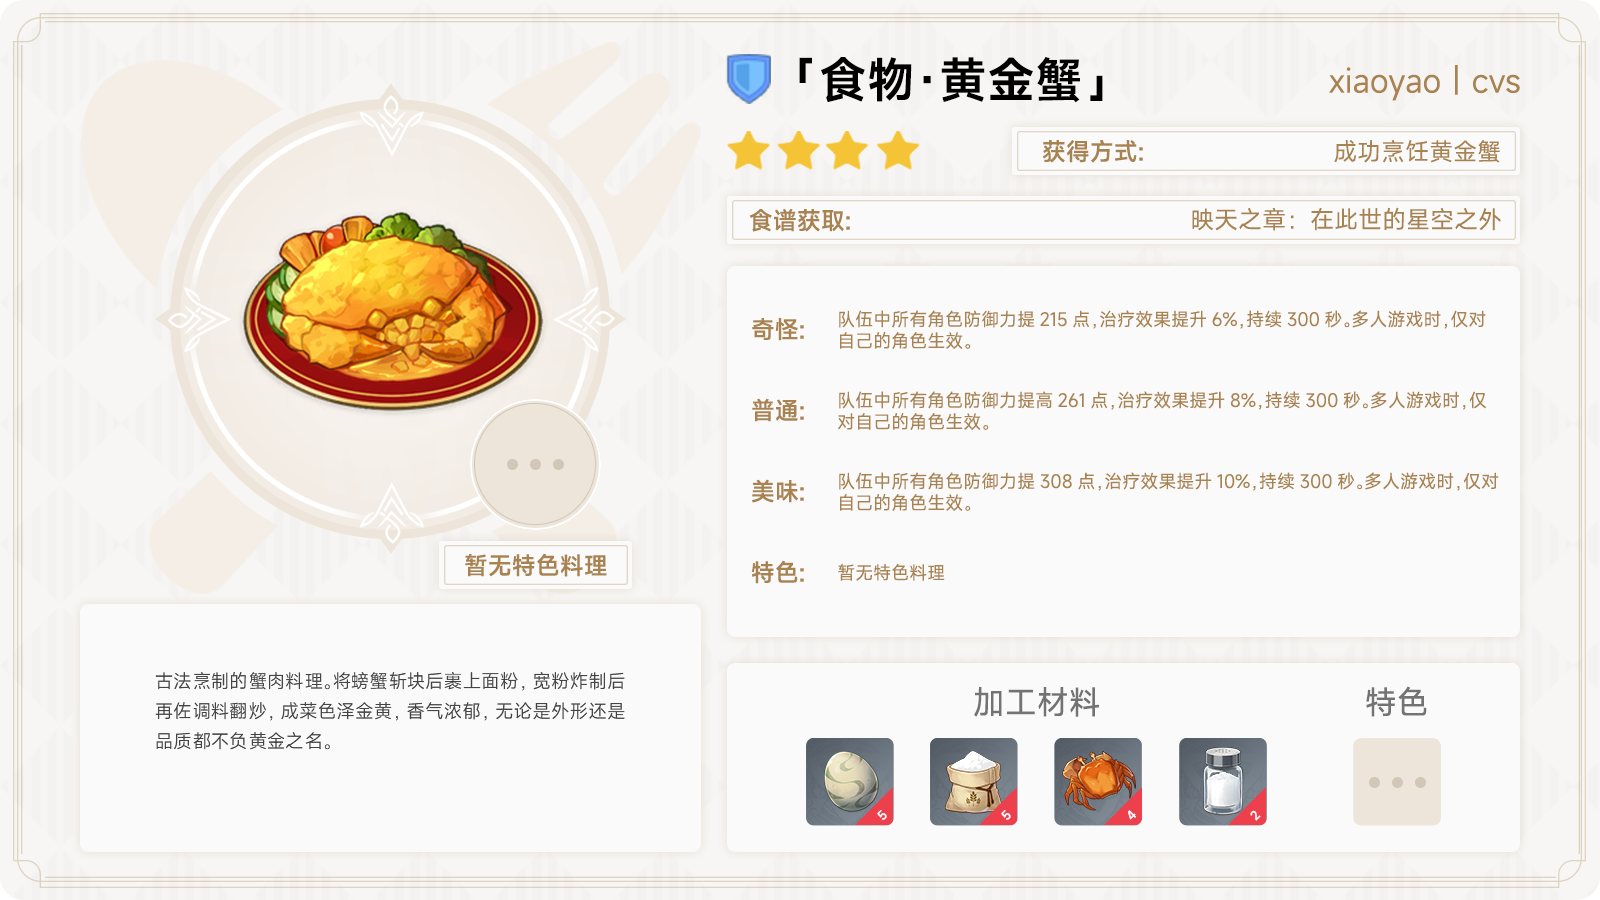 「食物·黄金蟹」
xiaoyao | cvs
获得方式:
成功烹饪黄金蟹
食谱获取:
映天之章：在此世的星空之外
奇怪:
队伍中所有角色防御力提 215 点,治疗效果提升 6%,持续 300 秒。多人游戏时,仅对
自己的角色生效。
普通:
队伍中所有角色防御力提高 261 点,治疗效果提升 8%,持续 300 秒。多人游戏时,仅
对自己的角色生效。
美味:
队伍中所有角色防御力提 308 点,治疗效果提升 10%,持续 300 秒。多人游戏时,仅对
自己的角色生效。
特色:
暂无特色料理
暂无特色料理
古法烹制的蟹肉料理。将螃蟹斩块后裹上面粉，宽粉炸制后
再佐调料翻炒，成菜色泽金黄，香气浓郁，无论是外形还是
品质都不负黄金之名。
加工材料
特色
5
5
4
2